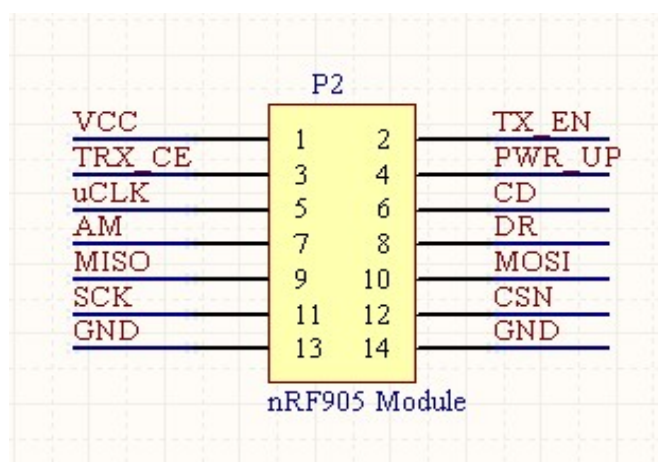 P2
VCC 1 2 TX_EN
TRX_CE 3 4 PWR_UP
uCLK 5 6 CD
AM 7 8 DR
MISO 9 10 MOSI
SCK 11 12 CSN
GND 13 14 GND
nRF905 Module